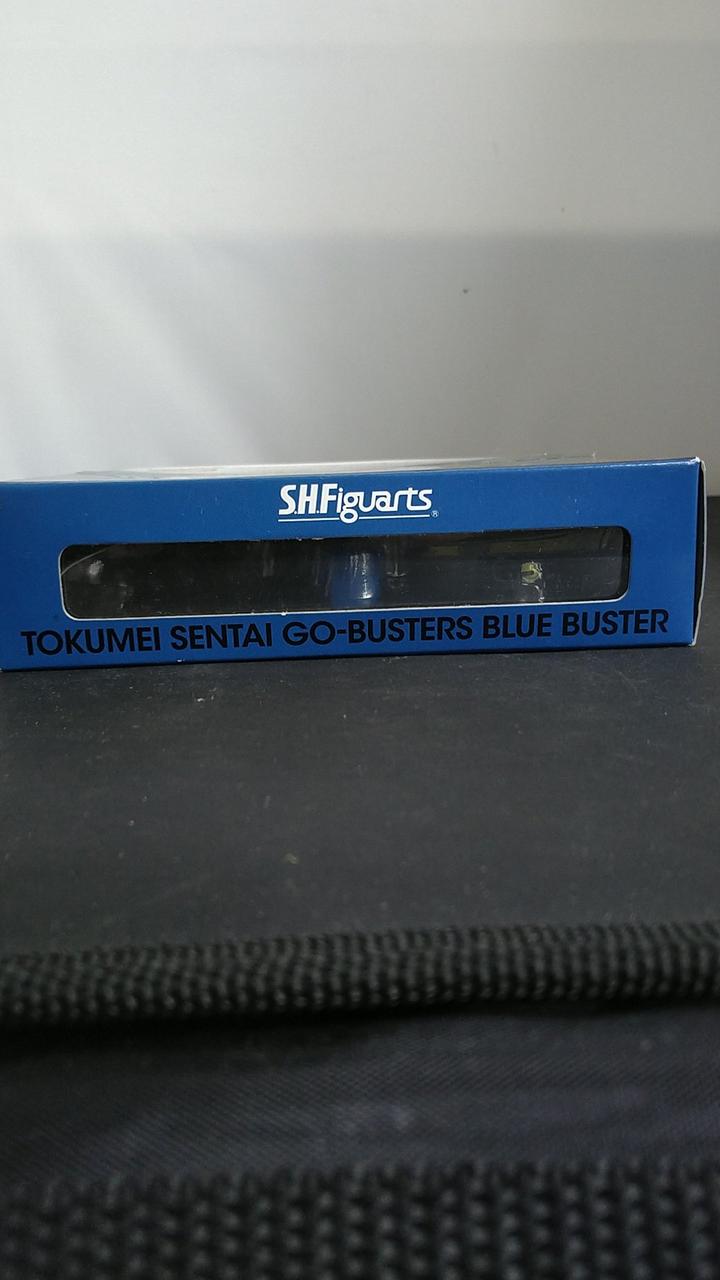 S.H.Figuarts®
TOKUMEI SENTAI GO-BUSTERS BLUE BUSTER